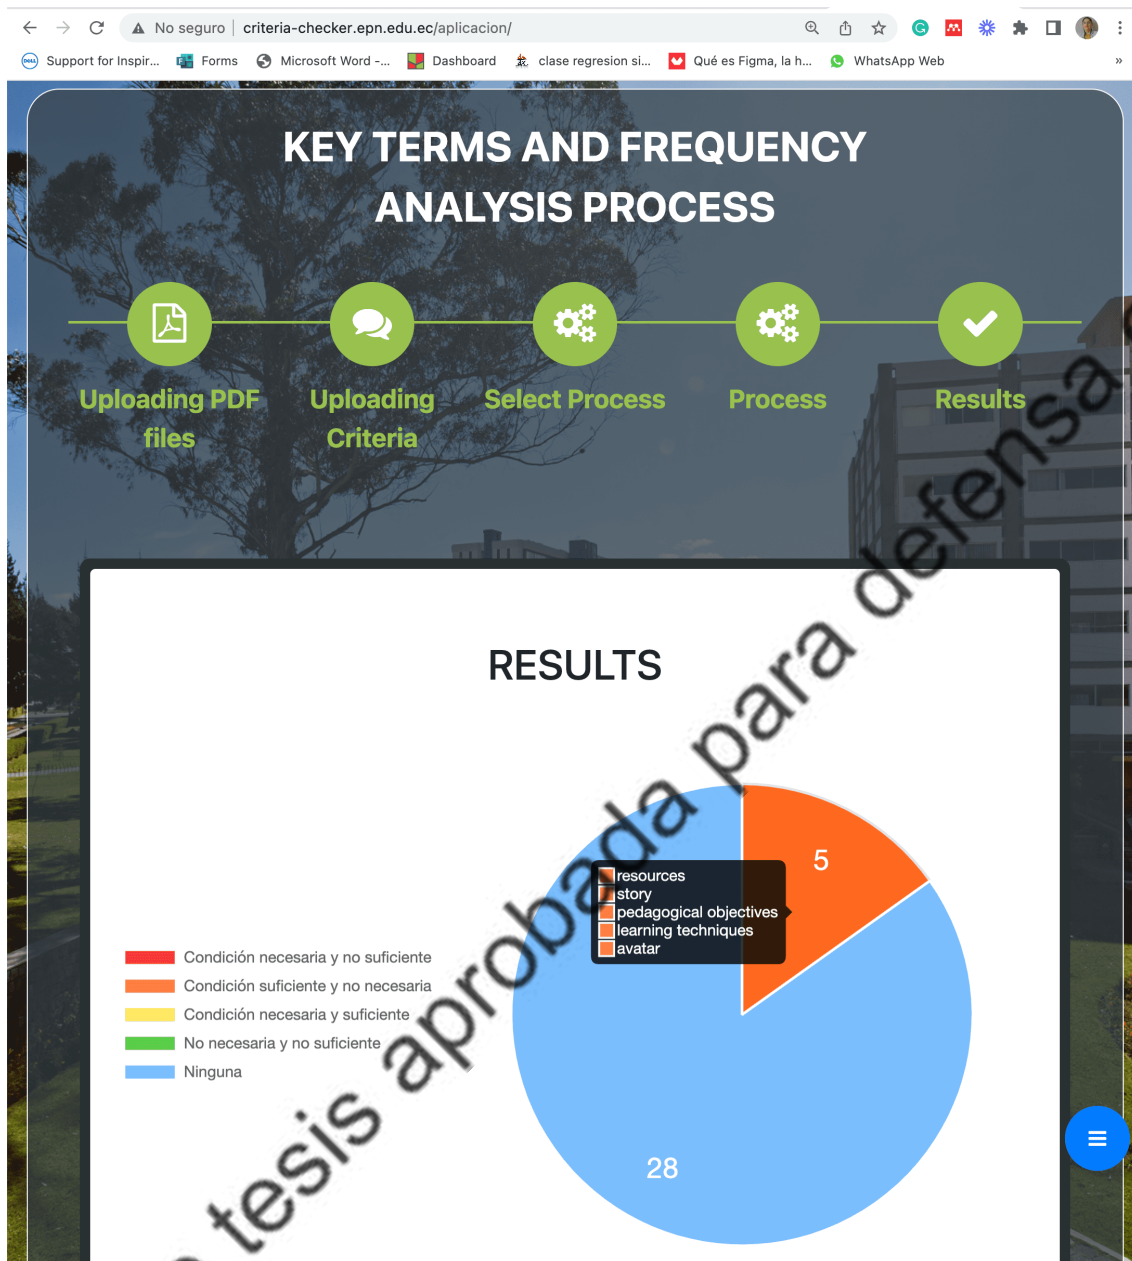 No seguro
criteria-checker.epn.edu.ec/aplicacion/
Support for Inspir...
Forms
Microsoft Word -...
Dashboard
clase regresion si...
Qué es Figma, la h...
WhatsApp Web
»
KEY TERMS AND FREQUENCY
ANALYSIS PROCESS
Uploading PDF
files
Uploading
Criteria
Select Process
Process
Results
RESULTS
5
resources
story
pedagogical objectives
learning techniques
avatar
Condición necesaria y no suficiente
Condición suficiente y no necesaria
Condición necesaria y suficiente
No necesaria y no suficiente
Ninguna
28
tesis aprobada para defensa